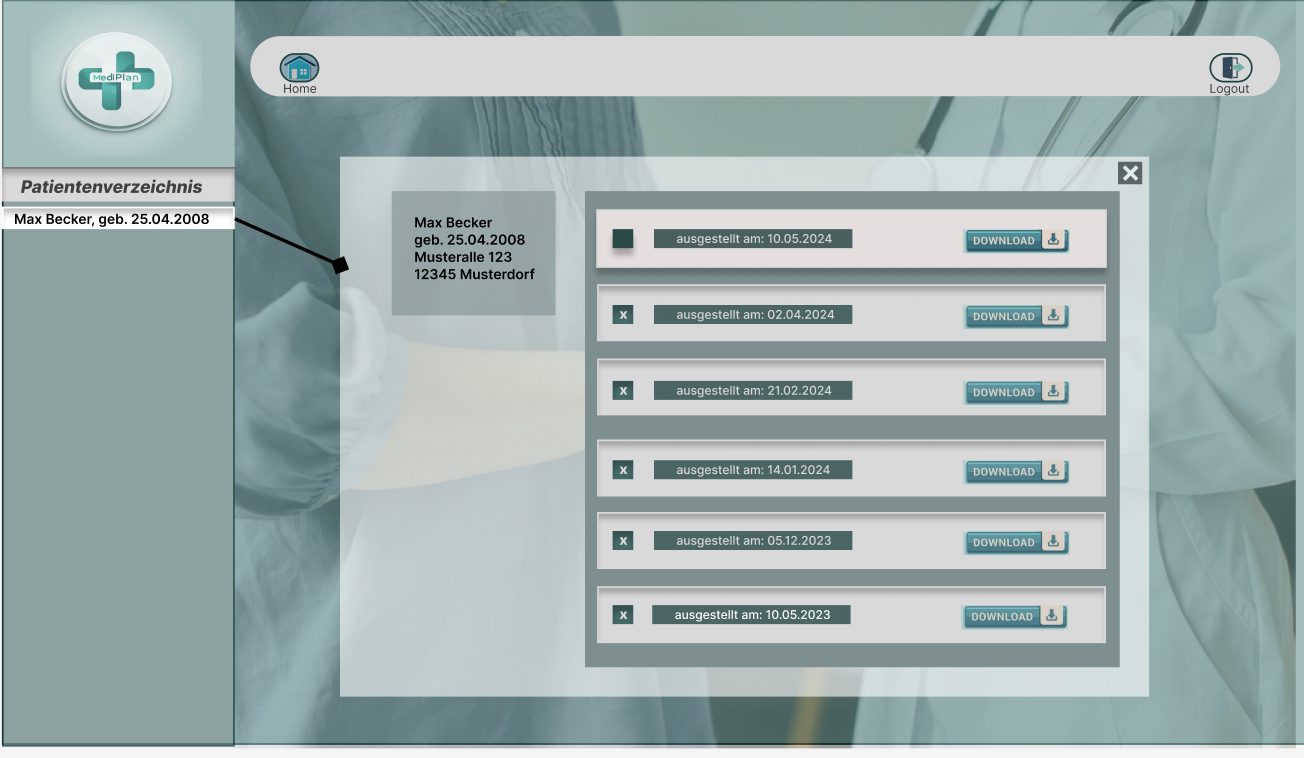 MediPlan
Home
Logout
Patientenverzeichnis
Max Becker, geb. 25.04.2008
Max Becker
geb. 25.04.2008
Musteralle 123
12345 Musterdorf
ausgestellt am: 10.05.2024 DOWNLOAD
x ausgestellt am: 02.04.2024 DOWNLOAD
x ausgestellt am: 21.02.2024 DOWNLOAD
x ausgestellt am: 14.01.2024 DOWNLOAD
x ausgestellt am: 05.12.2023 DOWNLOAD
x ausgestellt am: 10.05.2023 DOWNLOAD